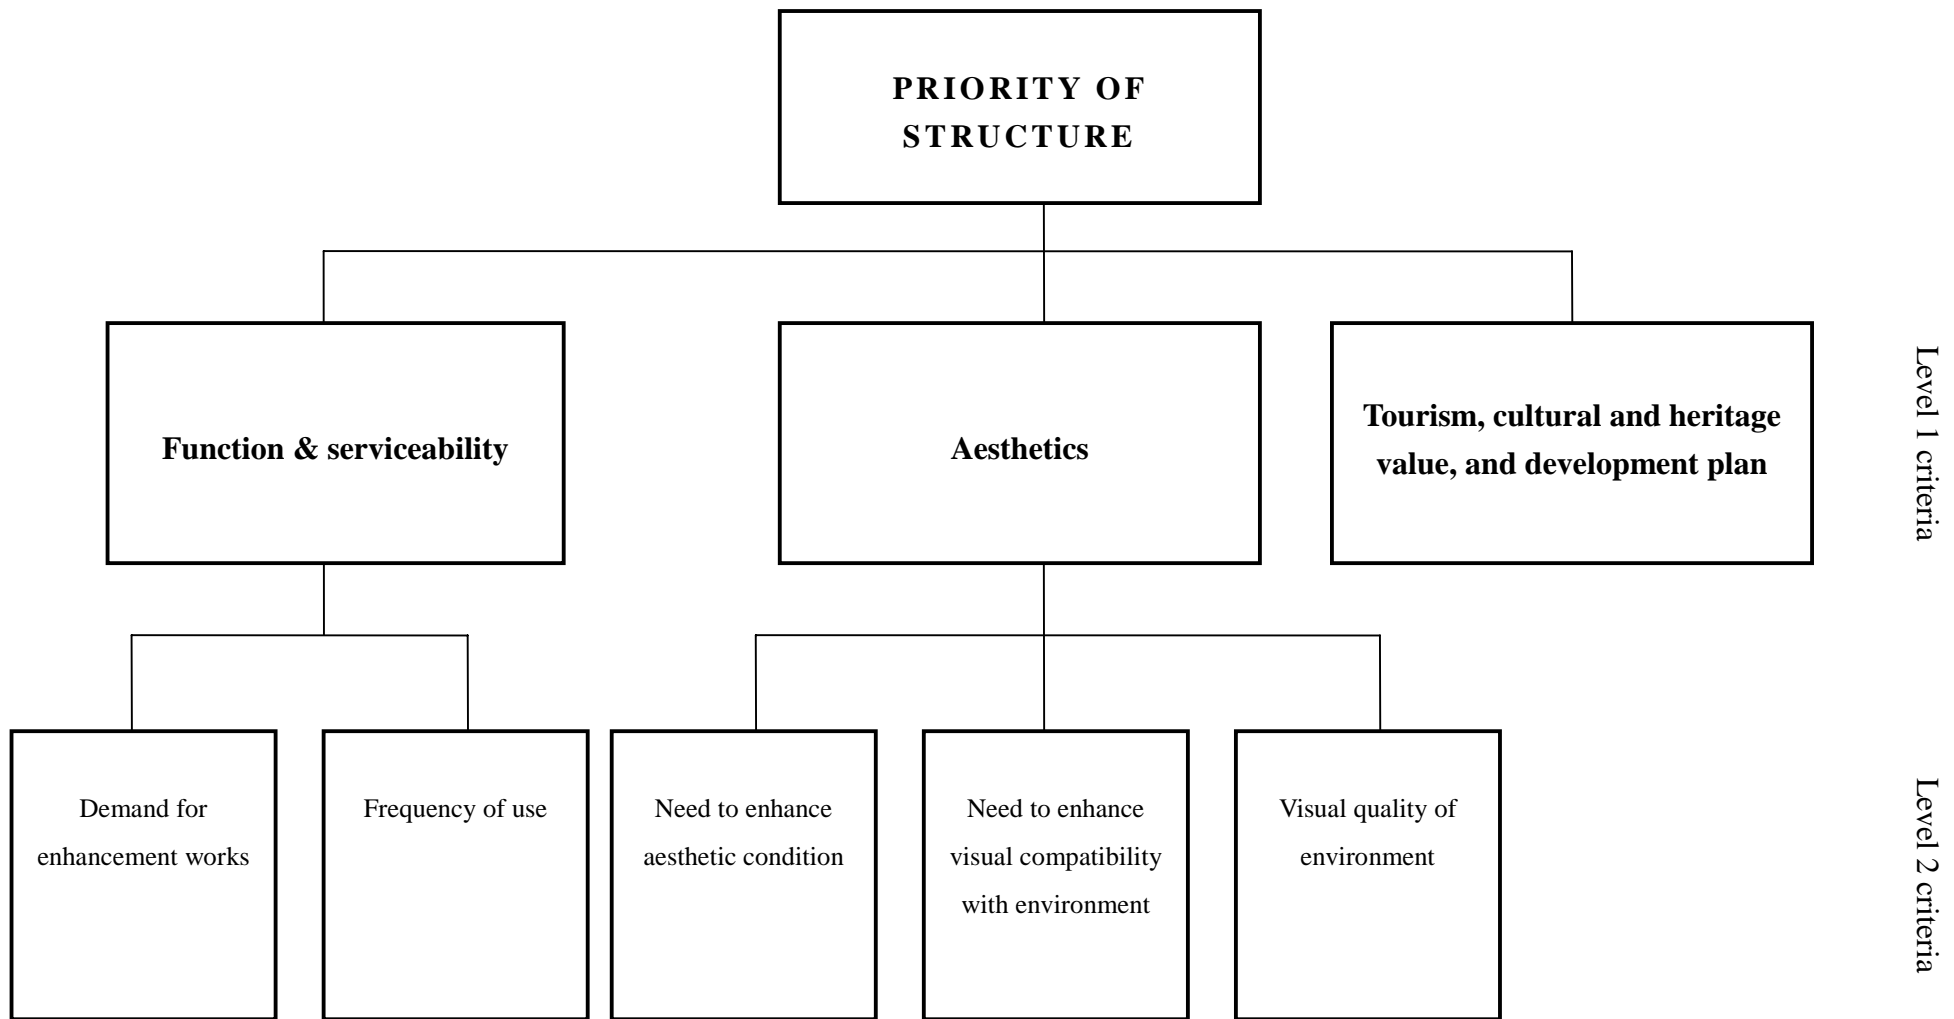 PRIORITY OF
STRUCTURE
Function & serviceability
Aesthetics
Tourism, cultural and heritage
value, and development plan
Level 1 criteria
Demand for
enhancement works
Frequency of use
Need to enhance
aesthetic condition
Need to enhance
visual compatibility
with environment
Visual quality of
environment
Level 2 criteria